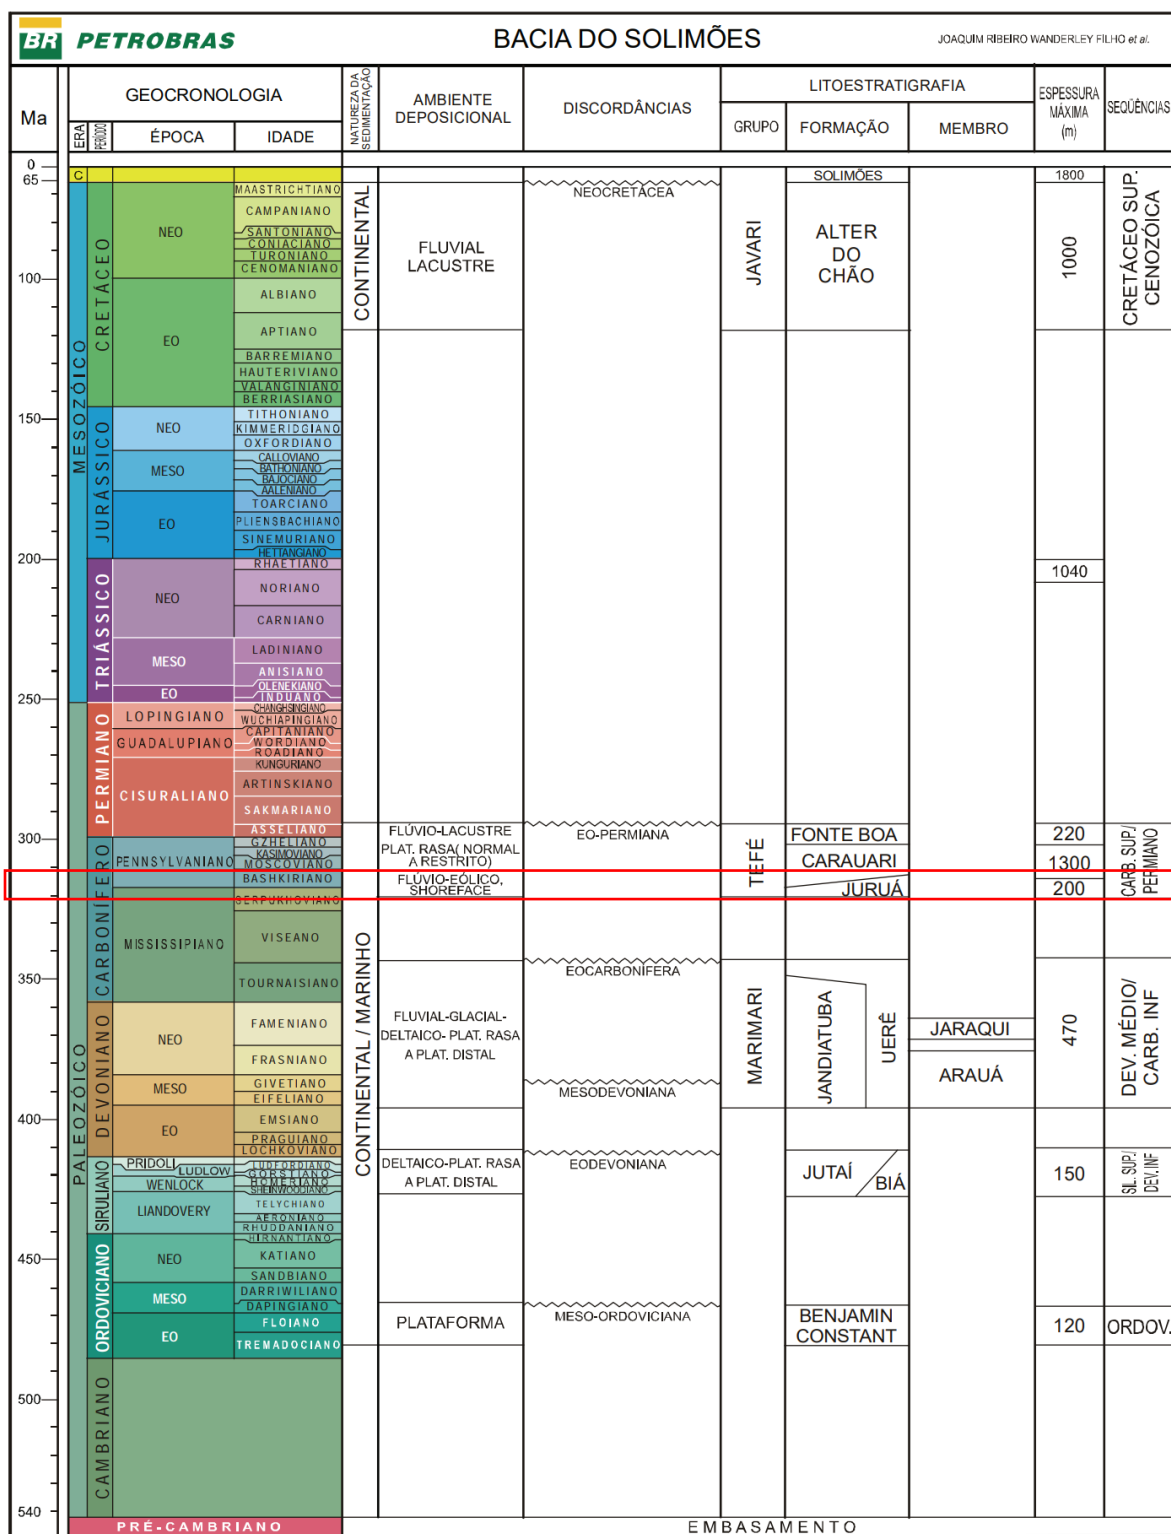 BR PETROBRAS
BACIA DO SOLIMÕES
JOAQUIM RIBEIRO WANDERLEY FILHO et al.
Ma
GEOCRONOLOGIA
ERA
PERÍODO
ÉPOCA
IDADE
NATUREZA DA
SEDIMENTAÇÃO
AMBIENTE
DEPOSICIONAL
DISCORDÂNCIAS
LITOESTRATIGRAFIA
GRUPO
FORMAÇÃO
MEMBRO
ESPESSURA
MÁXIMA
(m)
SEQÜÊNCIAS
0
65
100
150
200
250
300
350
400
450
500
540
C
MESOZÓICO
PALEOZÓICO
CRETÁCEO
JURÁSSICO
TRIÁSSICO
PERMIANO
CARBONÍFERO
DEVONIANO
SIRULIANO
ORDOVICIANO
CAMBRIANO
NEO
EO
NEO
MESO
EO
NEO
MESO
EO
LOPINGIANO
GUADALUPIANO
CISURALIANO
PENNSYLVANIANO
MISSISSIPIANO
NEO
MESO
EO
PRIDOLI
LUDLOW
WENLOCK
LIANDOVERY
NEO
MESO
EO
MAASTRICHTIANO
CAMPANIANO
SANTONIANO
CONIACIANO
TURONIANO
CENOMANIANO
ALBIANO
APTIANO
BARREMIANO
HAUTERIVIANO
VALANGINIANO
BERRIASIANO
TITHONIANO
KIMMERIDGIANO
OXFORDIANO
CALLOVIANO
BATHONIANO
BAJOCIANO
AALENIANO
TOARCIANO
PLIENSBACHIANO
SINEMURIANO
HETTANGIANO
RHAETIANO
NORIANO
CARNIANO
LADINIANO
ANISIANO
OLENEKIANO
INDUANO
CHANGHSINGIANO
WUCHIAPINGIANO
CAPITANIANO
WORDIANO
ROADIANO
KUNGURIANO
ARTINSKIANO
SAKMARIANO
ASSELIANO
GZHELIANO
KASIMOVIANO
MOSCOVIANO
BASHKIRIANO
SERPUKHOVIANO
VISEANO
TOURNAISIANO
FAMENIANO
FRASNIANO
GIVETIANO
EIFELIANO
EMSIANO
PRAGUIANO
LOCHKOVIANO
LUDFORDIANO
GORSTIANO
HOMERIANO
SHEINWOODIANO
TELYCHIANO
AERONIANO
RHUDDANIANO
HIRNANTIANO
KATIANO
SANDBIANO
DARRIWILIANO
DAPINGIANO
FLOIANO
TREMADOCIANO
CONTINENTAL
CONTINENTAL / MARINHO
FLUVIAL
LACUSTRE
FLÚVIO-LACUSTRE
PLAT. RASA( NORMAL
A RESTRITO)
FLÚVIO-EÓLICO,
SHOREFACE
FLUVIAL-GLACIAL-
DELTAICO- PLAT. RASA
A PLAT. DISTAL
DELTAICO-PLAT. RASA
A PLAT. DISTAL
PLATAFORMA
NEOCRETÁCEA
EO-PERMIANA
EOCARBONIFERA
MESODEVONIANA
EODEVONIANA
MESO-ORDOVICIANA
JAVARI
TEFÉ
MARIMARI
SOLIMÕES
ALTER
DO
CHÃO
FONTE BOA
CARAUARI
JURUÁ
JANDIATUBA
UERÊ
JUTAÍ
BIÁ
BENJAMIN
CONSTANT
JARAQUI
ARAUÁ
1800
1000
1040
220
1300
200
470
150
120
CRETÁCEO SUP.
CENOZÓICA
CARB. SUP./
PERMIANO
DEV. MÉDIO/
CARB. INF
SIL. SUP./
DEV. INF
ORDOV.
PRÉ-CAMBRIANO
EMBASAMENTO